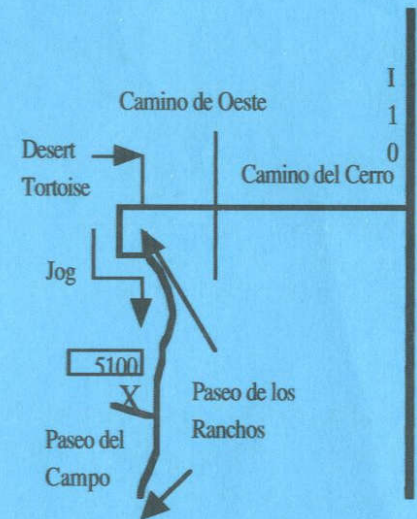 I
1
0
Camino de Oeste
Desert
Tortoise
Camino del Cerro
Jog
5100
X
Paseo de los
Ranchos
Paseo del
Campo